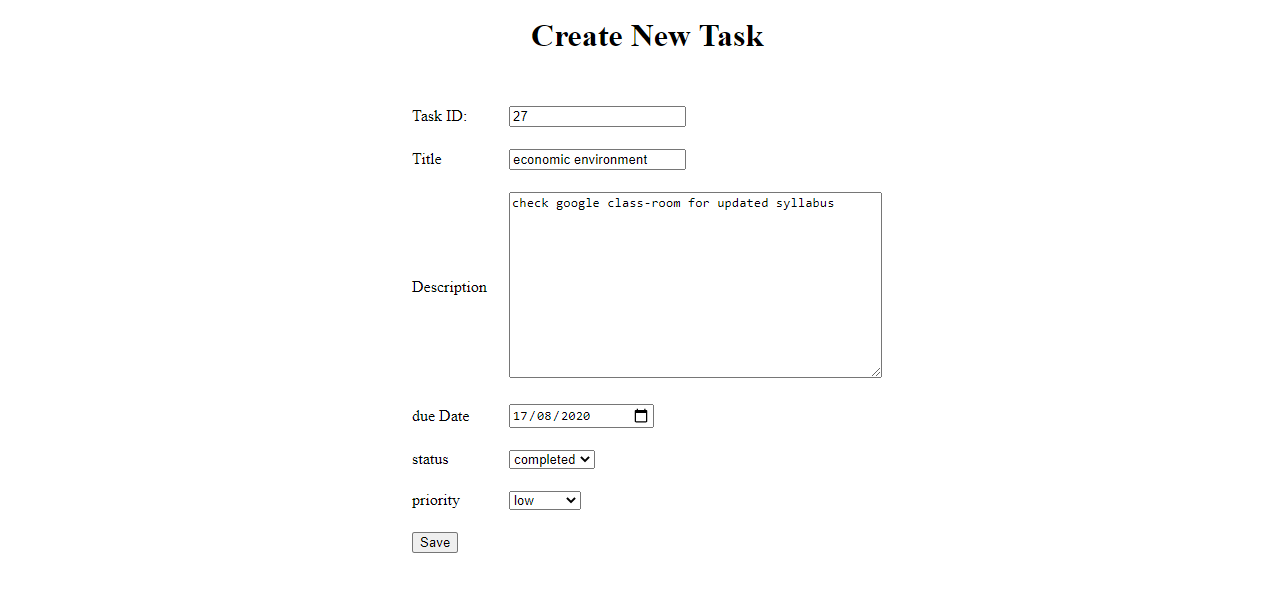 Create New Task
Task ID: 27
Title economic environment
check google class-room for updated syllabus
Description
due Date 17/08/2020
status completed
priority low
Save